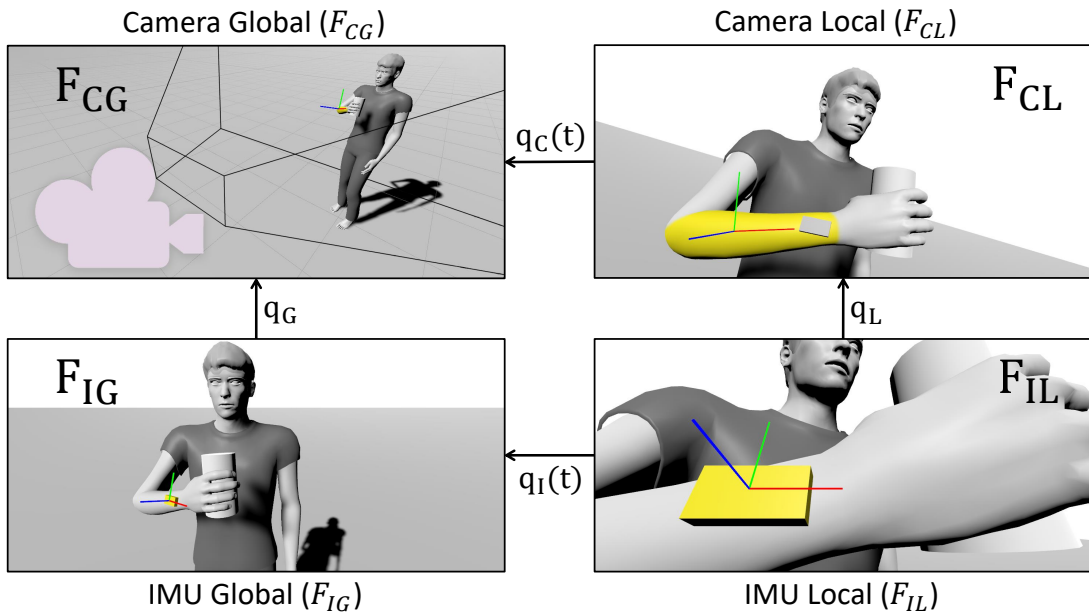 Camera Global (F_CG)
Camera Local (F_CL)
F_CG
F_CL
q_C(t)
q_G
q_L
F_IG
F_IL
q_I(t)
IMU Global (F_IG)
IMU Local (F_IL)